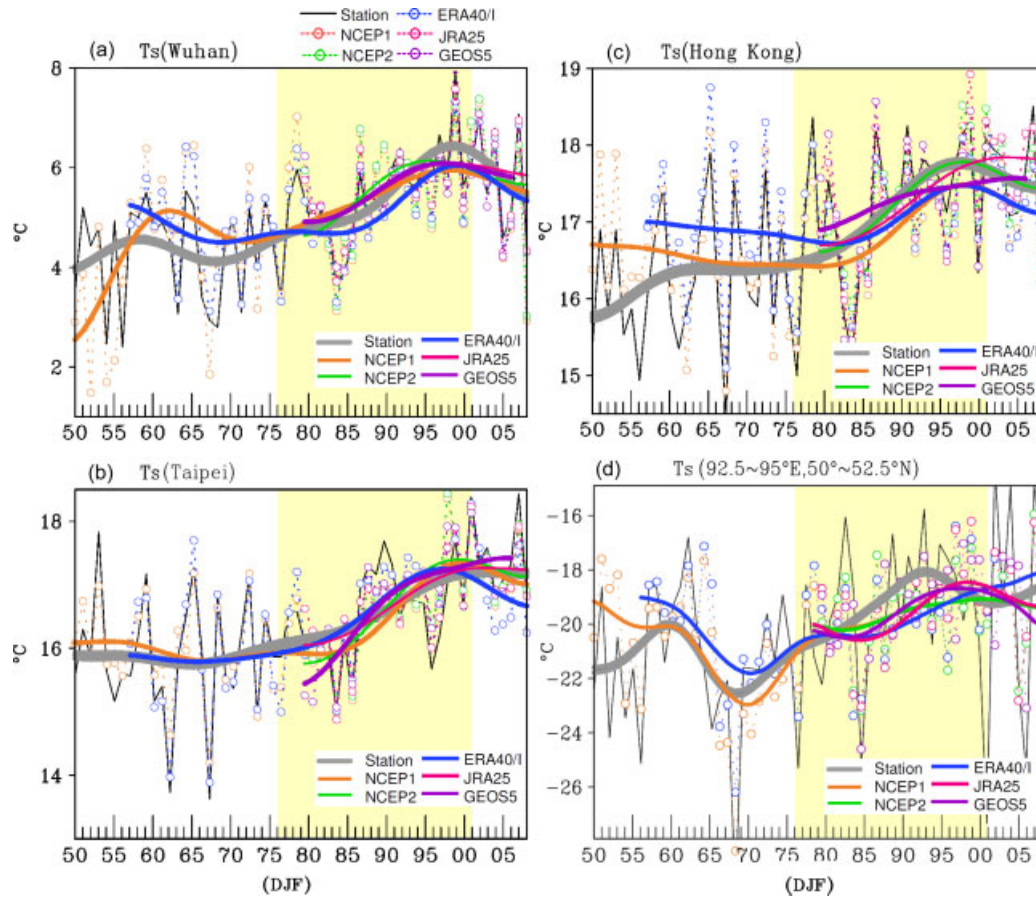 Station ERA40/I
NCEP1 JRA25
NCEP2 GEOS5
(a) Ts(Wuhan)
8
6
4
2
°C
Station ERA40/I
NCEP1 JRA25
NCEP2 GEOS5
50 55 60 65 70 75 80 85 90 95 00 05
(c) Ts(Hong Kong)
19
18
17
16
15
°C
Station ERA40/I
NCEP1 JRA25
NCEP2 GEOS5
50 55 60 65 70 75 80 85 90 95 00 05
(b) Ts(Taipei)
18
16
14
°C
Station ERA40/I
NCEP1 JRA25
NCEP2 GEOS5
50 55 60 65 70 75 80 85 90 95 00 05
(DJF)
(d) Ts(92.5~95°E,50°~52.5°N)
-16
-18
-20
-22
-24
-26
°C
Station ERA40/I
NCEP1 JRA25
NCEP2 GEOS5
50 55 60 65 70 75 80 85 90 95 00 05
(DJF)